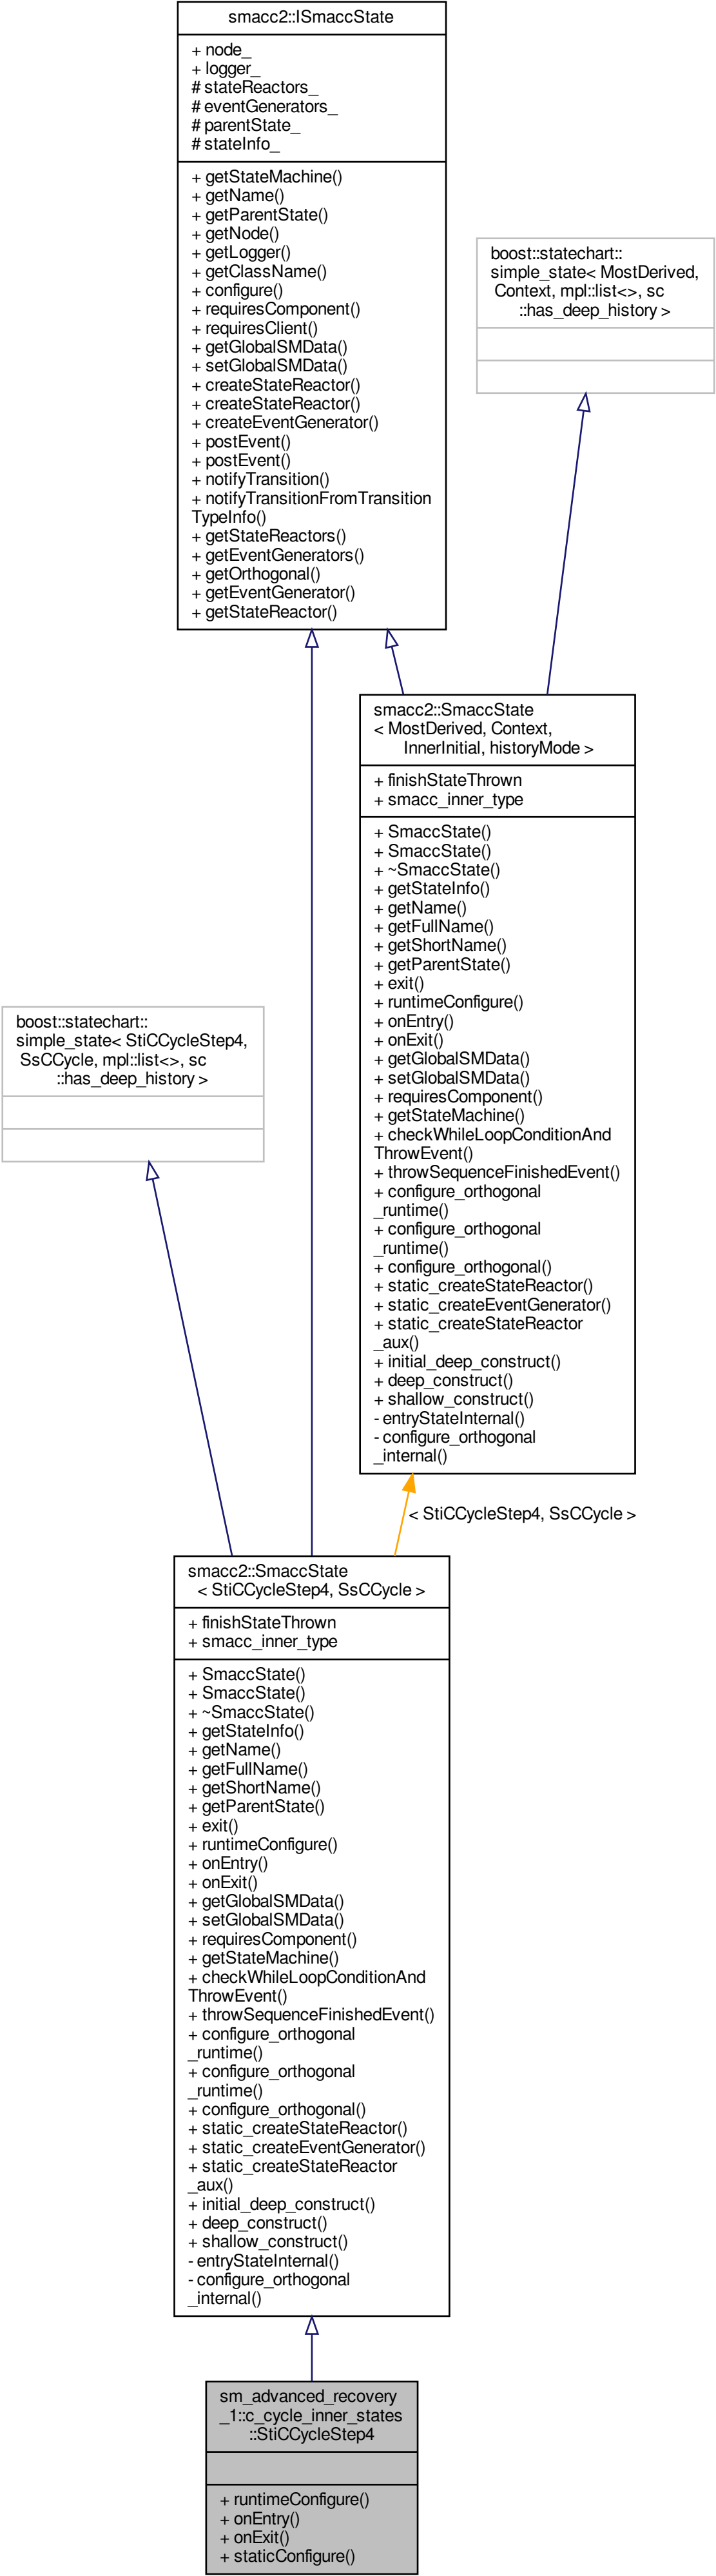 smacc2::ISmaccState
+ node_
+ logger_
# stateReactors_
# eventGenerators_
# parentState_
# stateInfo_
+ getStateMachine()
+ getName()
+ getParentState()
+ getNode()
+ getLogger()
+ getClassName()
+ configure()
+ requiresComponent()
+ requiresClient()
+ getGlobalSMData()
+ setGlobalSMData()
+ createStateReactor()
+ createStateReactor()
+ createEventGenerator()
+ postEvent()
+ postEvent()
+ notifyTransition()
+ notifyTransitionFromTransition
TypeInfo()
+ getStateReactors()
+ getEventGenerators()
+ getOrthogonal()
+ getEventGenerator()
+ getStateReactor()
boost::statechart::
simple_state< MostDerived,
Context, mpl::list<>, sc
::has_deep_history >
smacc2::SmaccState
< MostDerived, Context,
InnerInitial, historyMode >
+ finishStateThrown
+ smacc_inner_type
+ SmaccState()
+ SmaccState()
+ ~SmaccState()
+ getStateInfo()
+ getName()
+ getFullName()
+ getShortName()
+ getParentState()
+ exit()
+ runtimeConfigure()
+ onEntry()
+ onExit()
+ getGlobalSMData()
+ setGlobalSMData()
+ requiresComponent()
+ getStateMachine()
+ checkWhileLoopConditionAnd
ThrowEvent()
+ throwSequenceFinishedEvent()
+ configure_orthogonal
_runtime()
+ configure_orthogonal
_runtime()
+ configure_orthogonal()
+ static_createStateReactor()
+ static_createEventGenerator()
+ static_createStateReactor
_aux()
+ initial_deep_construct()
+ deep_construct()
+ shallow_construct()
- entryStateInternal()
- configure_orthogonal
_internal()
boost::statechart::
simple_state< StiCCycleStep4,
SsCCycle, mpl::list<>, sc
::has_deep_history >
< StiCCycleStep4, SsCCycle >
smacc2::SmaccState
< StiCCycleStep4, SsCCycle >
+ finishStateThrown
+ smacc_inner_type
+ SmaccState()
+ SmaccState()
+ ~SmaccState()
+ getStateInfo()
+ getName()
+ getFullName()
+ getShortName()
+ getParentState()
+ exit()
+ runtimeConfigure()
+ onEntry()
+ onExit()
+ getGlobalSMData()
+ setGlobalSMData()
+ requiresComponent()
+ getStateMachine()
+ checkWhileLoopConditionAnd
ThrowEvent()
+ throwSequenceFinishedEvent()
+ configure_orthogonal
_runtime()
+ configure_orthogonal
_runtime()
+ configure_orthogonal()
+ static_createStateReactor()
+ static_createEventGenerator()
+ static_createStateReactor
_aux()
+ initial_deep_construct()
+ deep_construct()
+ shallow_construct()
- entryStateInternal()
- configure_orthogonal
_internal()
sm_advanced_recovery
_1::c_cycle_inner_states
::StiCCycleStep4
+ runtimeConfigure()
+ onEntry()
+ onExit()
+ staticConfigure()